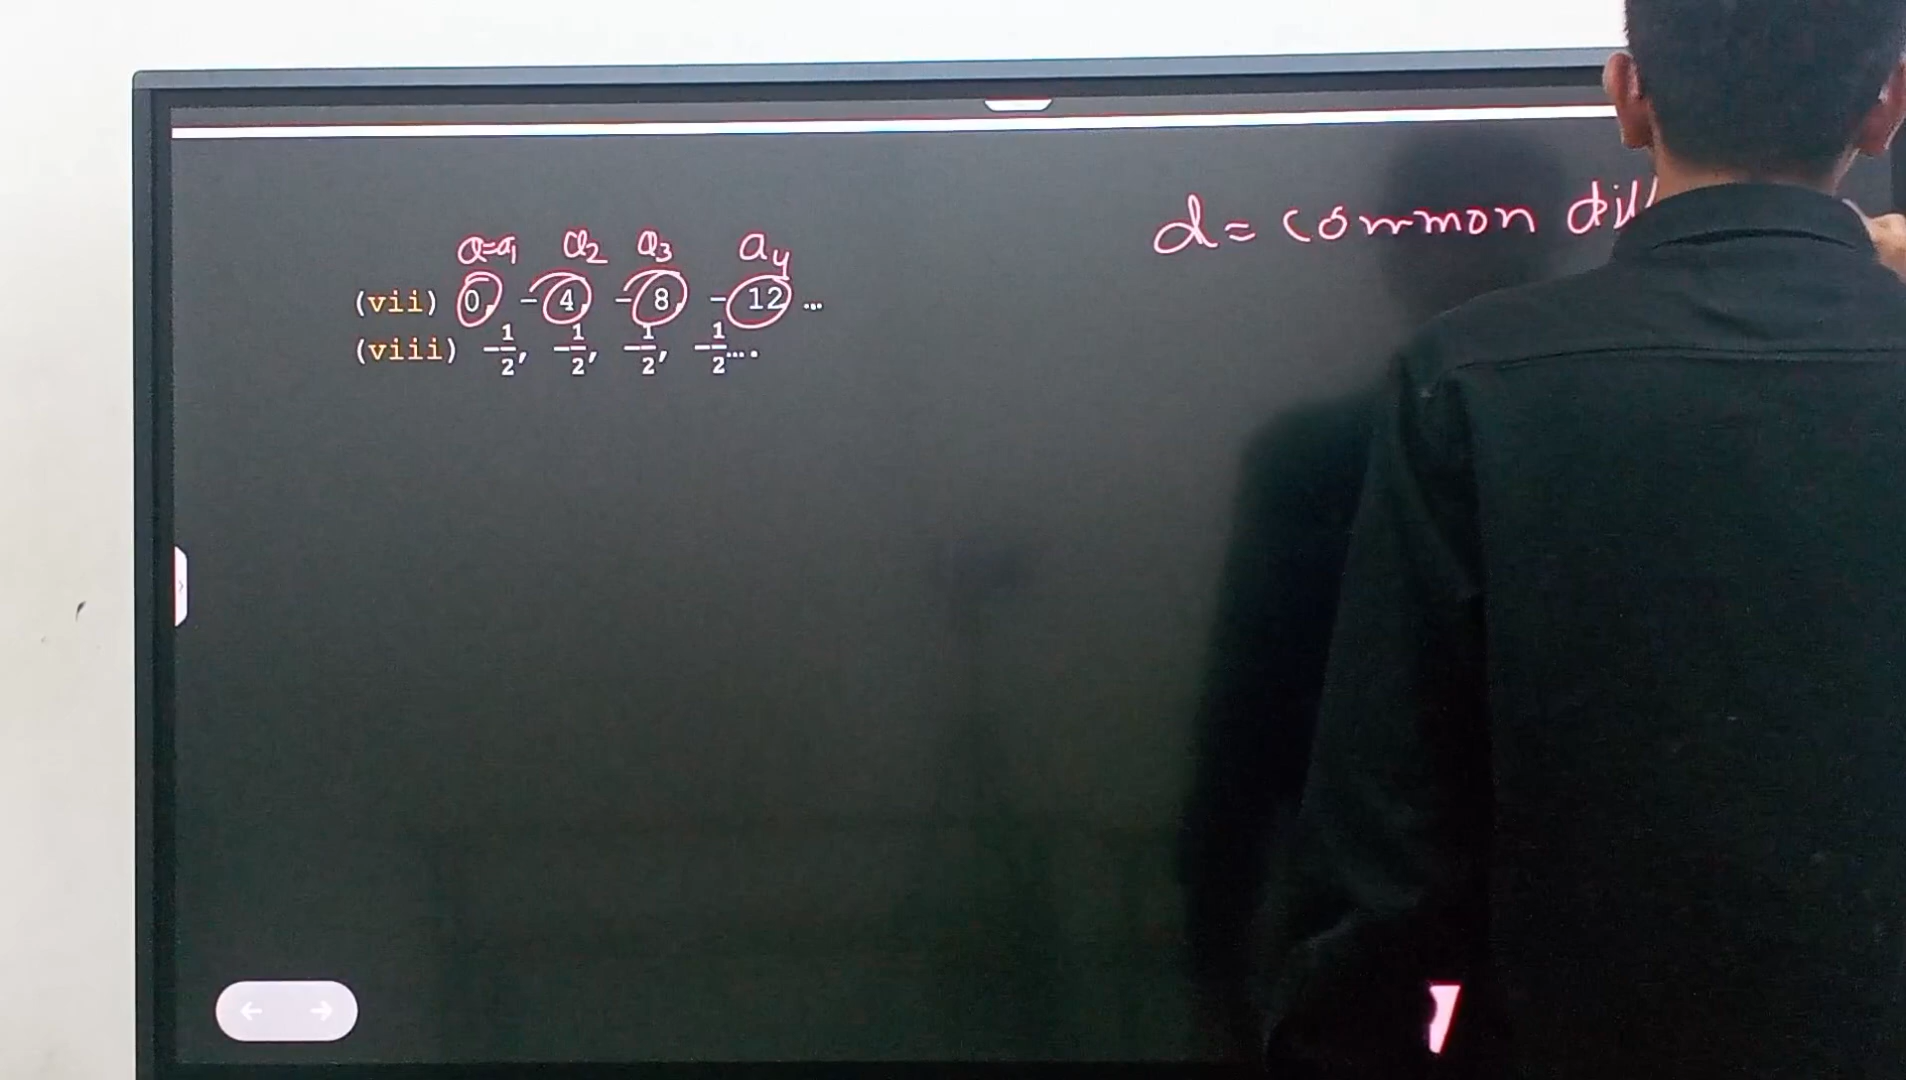 d = common
a=a1 a2 a3 a4
(vii) 0, -4, -8, -12 ...
(viii) -1/2, -1/2, -1/2, -1/2....